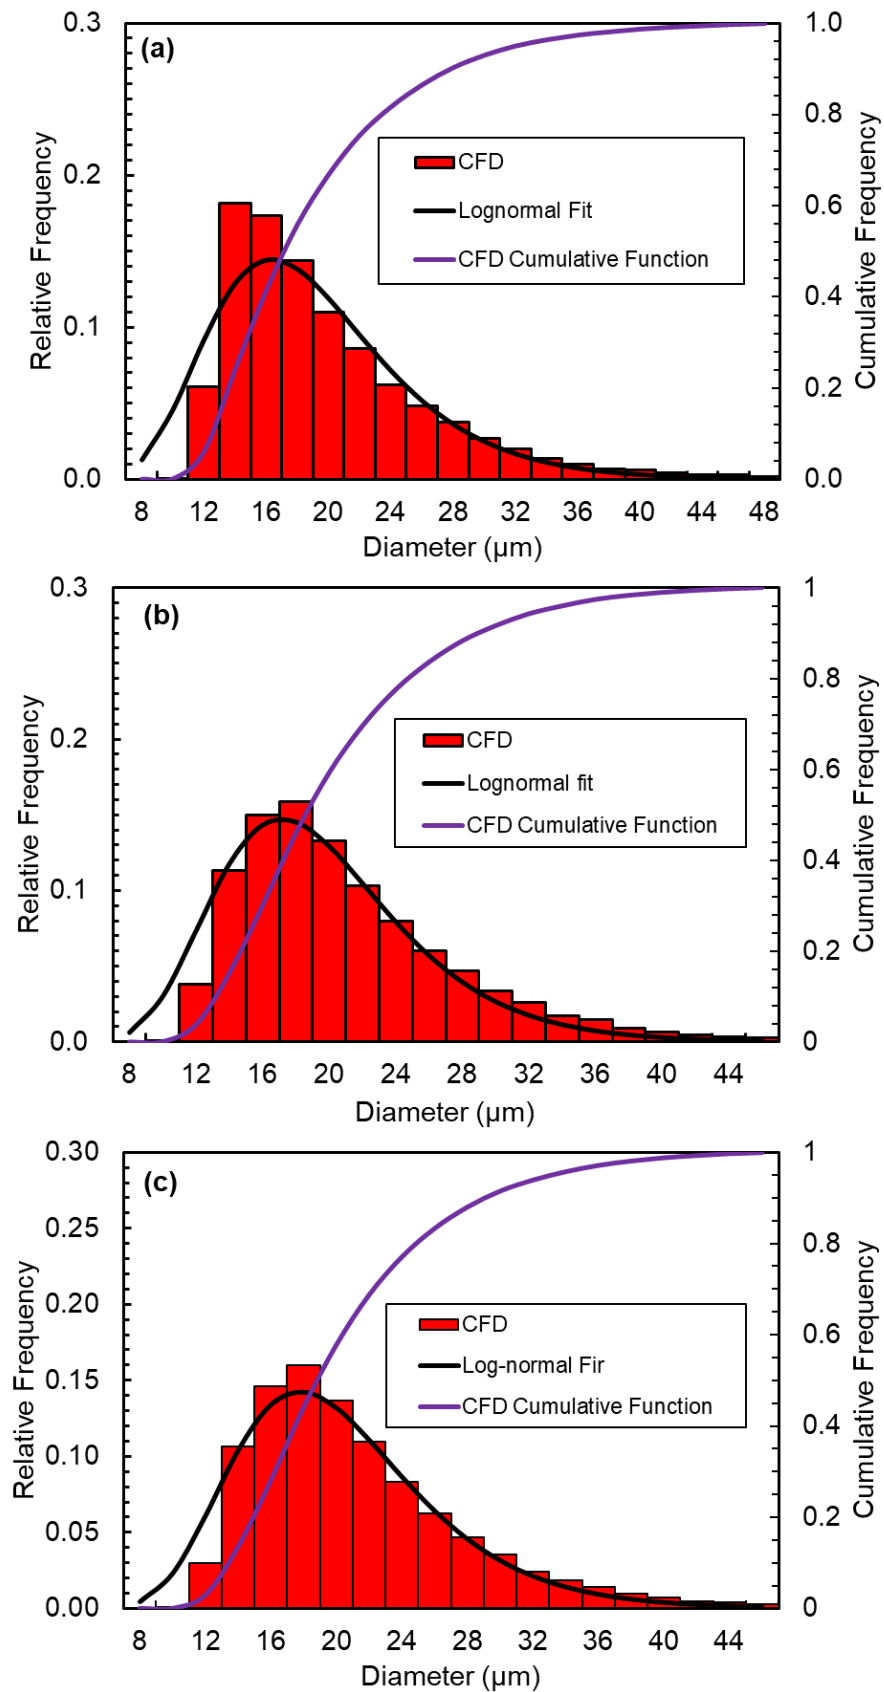 (a)
0.3
0.2
0.1
0.0
Relative Frequency
1.0
0.8
0.6
0.4
0.2
0.0
Cumulative Frequency
CFD
Lognormal Fit
CFD Cumulative Function
8 12 16 20 24 28 32 36 40 44 48
Diameter (µm)
(b)
0.3
0.2
0.1
0.0
Relative Frequency
1
0.8
0.6
0.4
0.2
0
Cumulative Frequency
CFD
Lognormal fit
CFD Cumulative Function
8 12 16 20 24 28 32 36 40 44
Diameter (µm)
(c)
0.30
0.25
0.20
0.15
0.10
0.05
0.00
Relative Frequency
1
0.8
0.6
0.4
0.2
0
Cumulative Frequency
CFD
Log-normal Fir
CFD Cumulative Function
8 12 16 20 24 28 32 36 40 44
Diameter (µm)